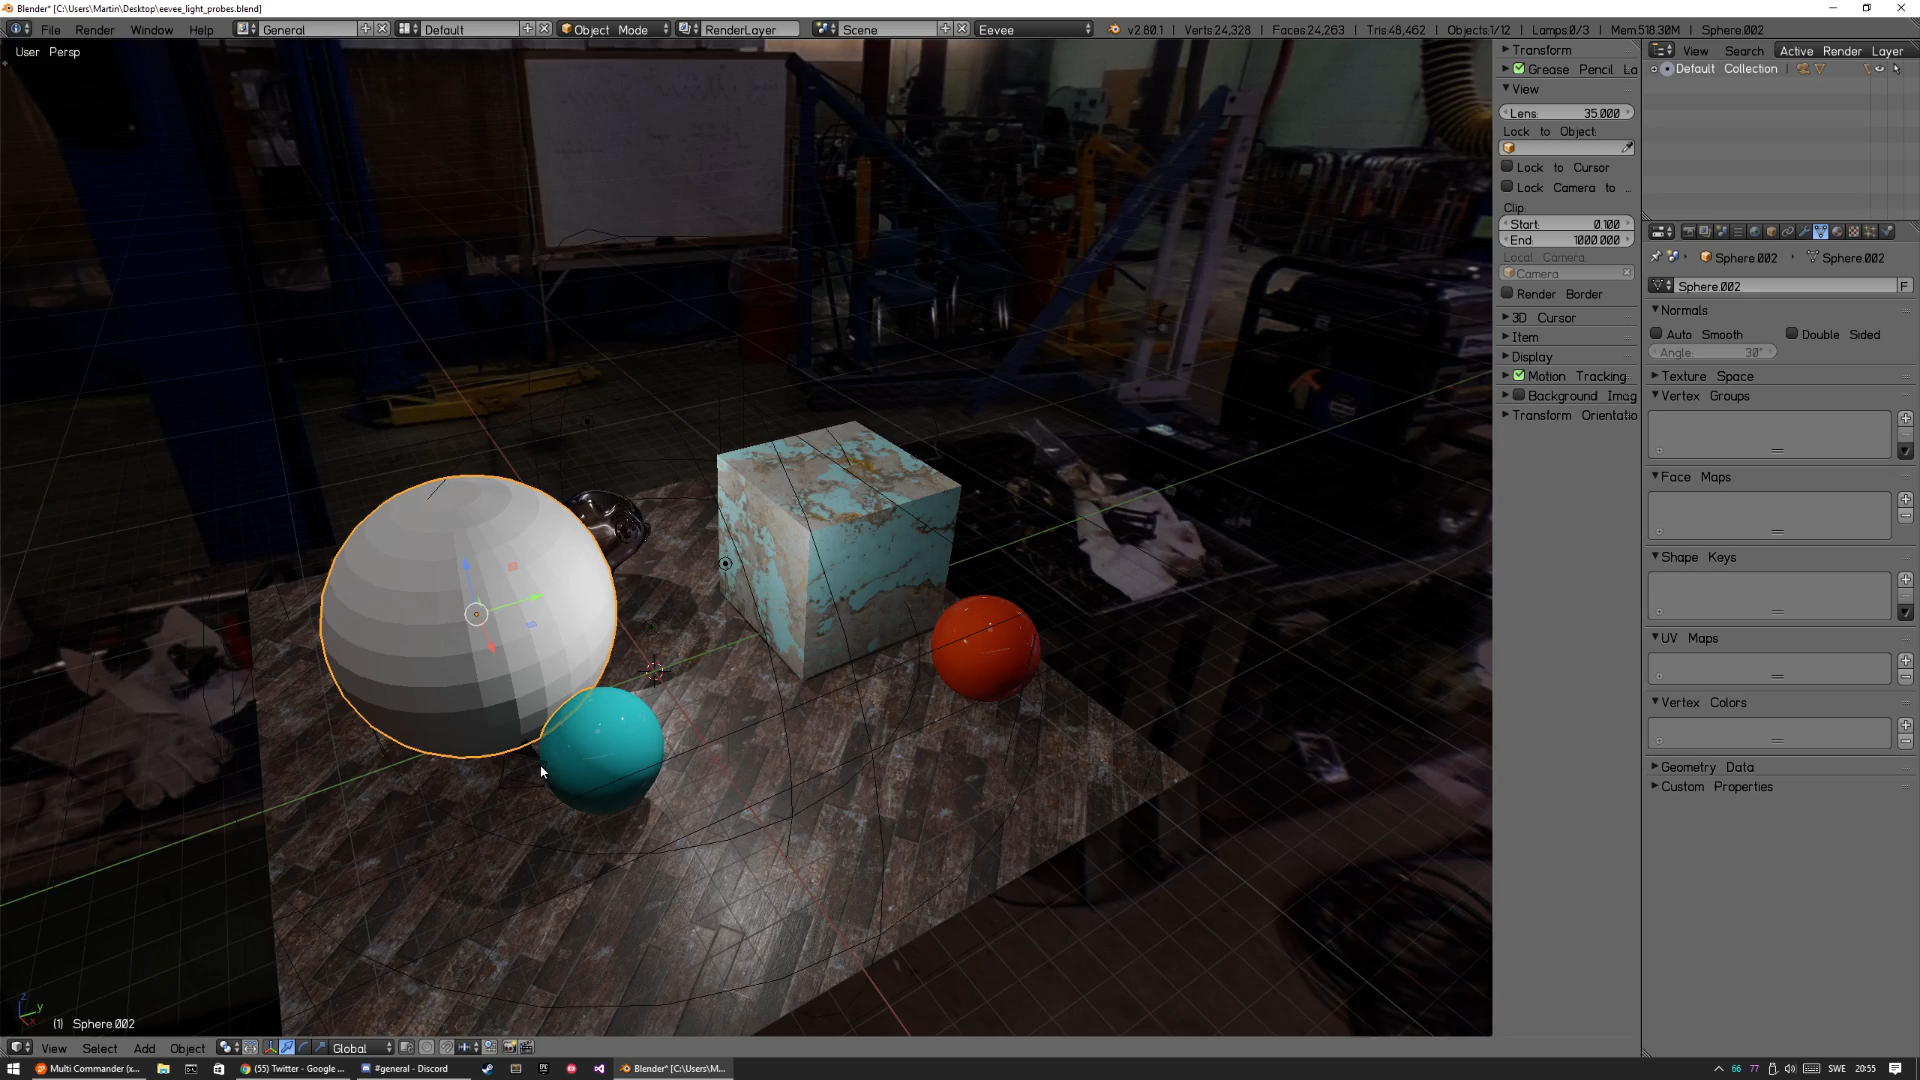 Blender* [C:\Users\Martin\Desktop\eevee_light_probes.blend]
File Render Window Help General Default Object Mode RenderLayer Scene Eevee v2.80.1 | Verts:24,328 | Faces:24,263 | Tris:48,462 | Objects:1/12 | Lamps:0/3 | Mem:518.30M | Sphere.002
User Persp
Transform
Grease Pencil La
View
Lens: 35.000
Lock to Object:
Lock to Cursor
Lock Camera to ..
Clip:
Start: 0.100
End: 1000.000
Local Camera:
Camera
Render Border
3D Cursor
Item
Display
Motion Tracking
Background Imag
Transform Orientatio
View Search Active Render Layer
Default Collection
Sphere.002 Sphere.002
Sphere.002 F
Normals
Auto Smooth Double Sided
Angle: 30°
Texture Space
Vertex Groups
Face Maps
Shape Keys
UV Maps
Vertex Colors
Geometry Data
Custom Properties
z y x
(1) Sphere.002
View Select Add Object Global
Multi Commander (x... (55) Twitter - Google ... #general - Discord Blender* [C:\Users\M... 66 77 SWE 20:55